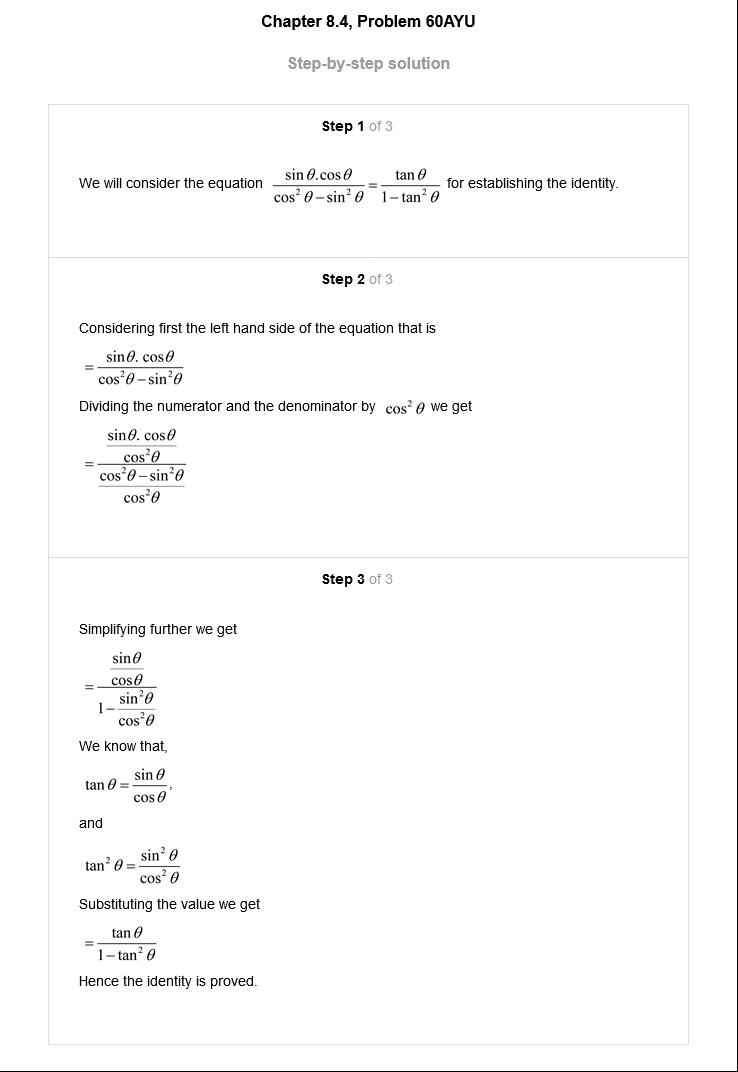 Chapter 8.4, Problem 60AYU
Step-by-step solution
Step 1 of 3
We will consider the equation \frac{\sin\theta.\cos\theta}{\cos^2\theta-\sin^2\theta}=\frac{\tan\theta}{1-\tan^2\theta} for establishing the identity.
Step 2 of 3
Considering first the left hand side of the equation that is
=\frac{\sin\theta.\cos\theta}{\cos^2\theta-\sin^2\theta}
Dividing the numerator and the denominator by \cos^2\theta we get
=\frac{\frac{\sin\theta.\cos\theta}{\cos^2\theta}}{\frac{\cos^2\theta-\sin^2\theta}{\cos^2\theta}}
Step 3 of 3
Simplifying further we get
=\frac{\frac{\sin\theta}{\cos\theta}}{1-\frac{\sin^2\theta}{\cos^2\theta}}
We know that,
\tan\theta=\frac{\sin\theta}{\cos\theta},
and
\tan^2\theta=\frac{\sin^2\theta}{\cos^2\theta}
Substituting the value we get
=\frac{\tan\theta}{1-\tan^2\theta}
Hence the identity is proved.